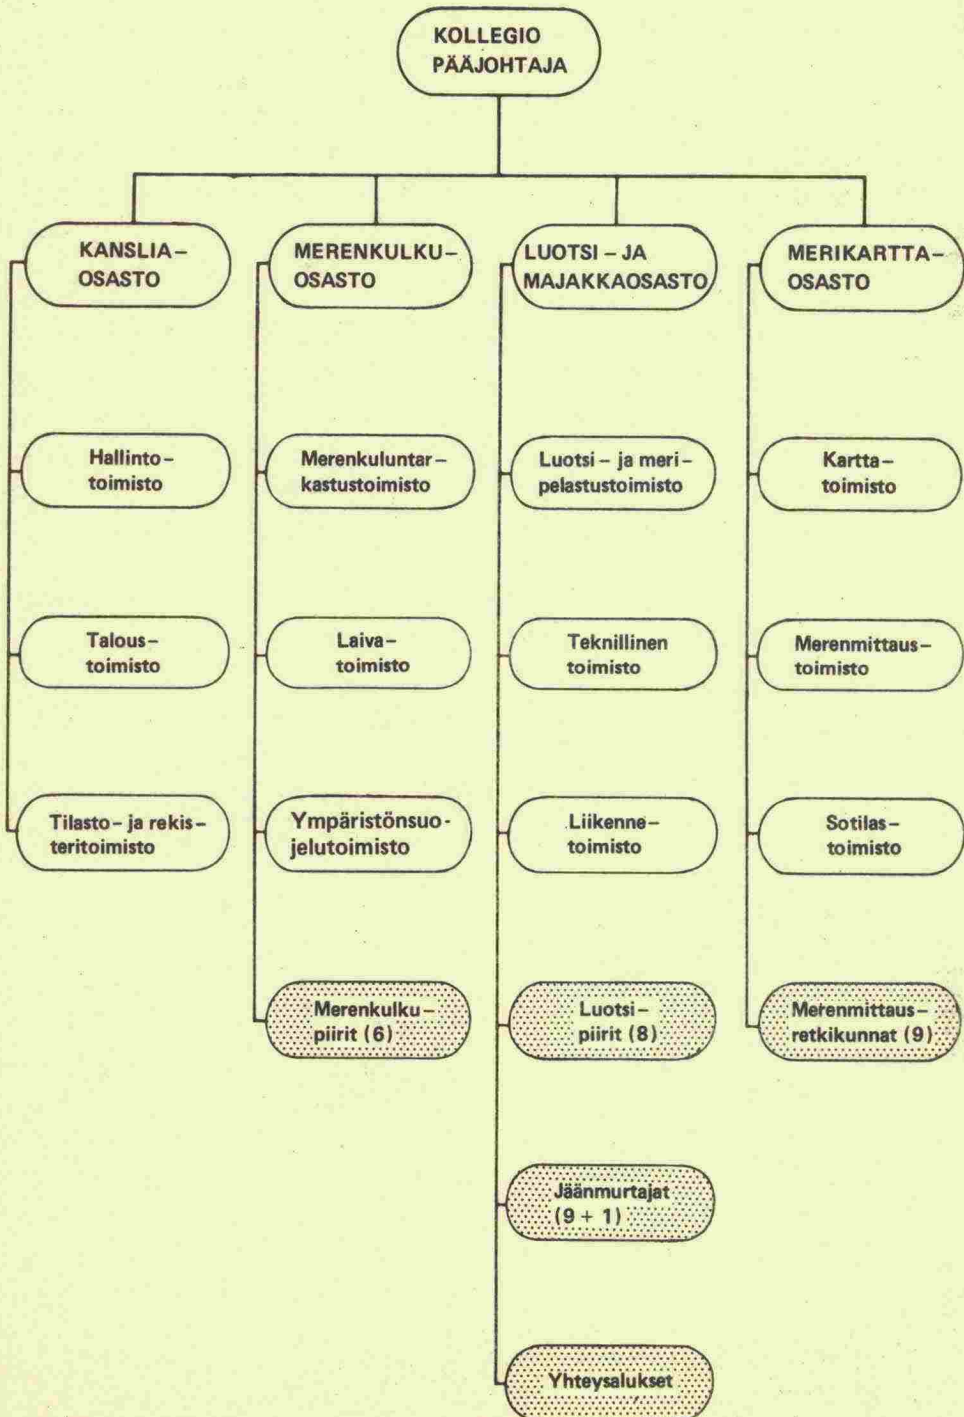 KOLLEGIO
PÄÄJOHTAJA
KANSLIA–
OSASTO
MERENKULKU–
OSASTO
LUOTSI – JA
MAJAKKAOSASTO
MERIKARTTA–
OSASTO
Hallinto–
toimisto
Merenkuluntar–
kastustoimisto
Luotsi – ja meri–
pelastustoimisto
Kartta–
toimisto
Talous–
toimisto
Laiva–
toimisto
Teknillinen
toimisto
Merenmittaus–
toimisto
Tilasto– ja rekis–
teritoimisto
Ympäristönsuo-
jelutoimisto
Liikenne–
toimisto
Sotilas–
toimisto
Merenkulku–
piirit (6)
Luotsi–
piirit (8)
Merenmittaus–
retkikunnat (9)
Jäänmurtajat
(9 + 1)
Yhteysalukset